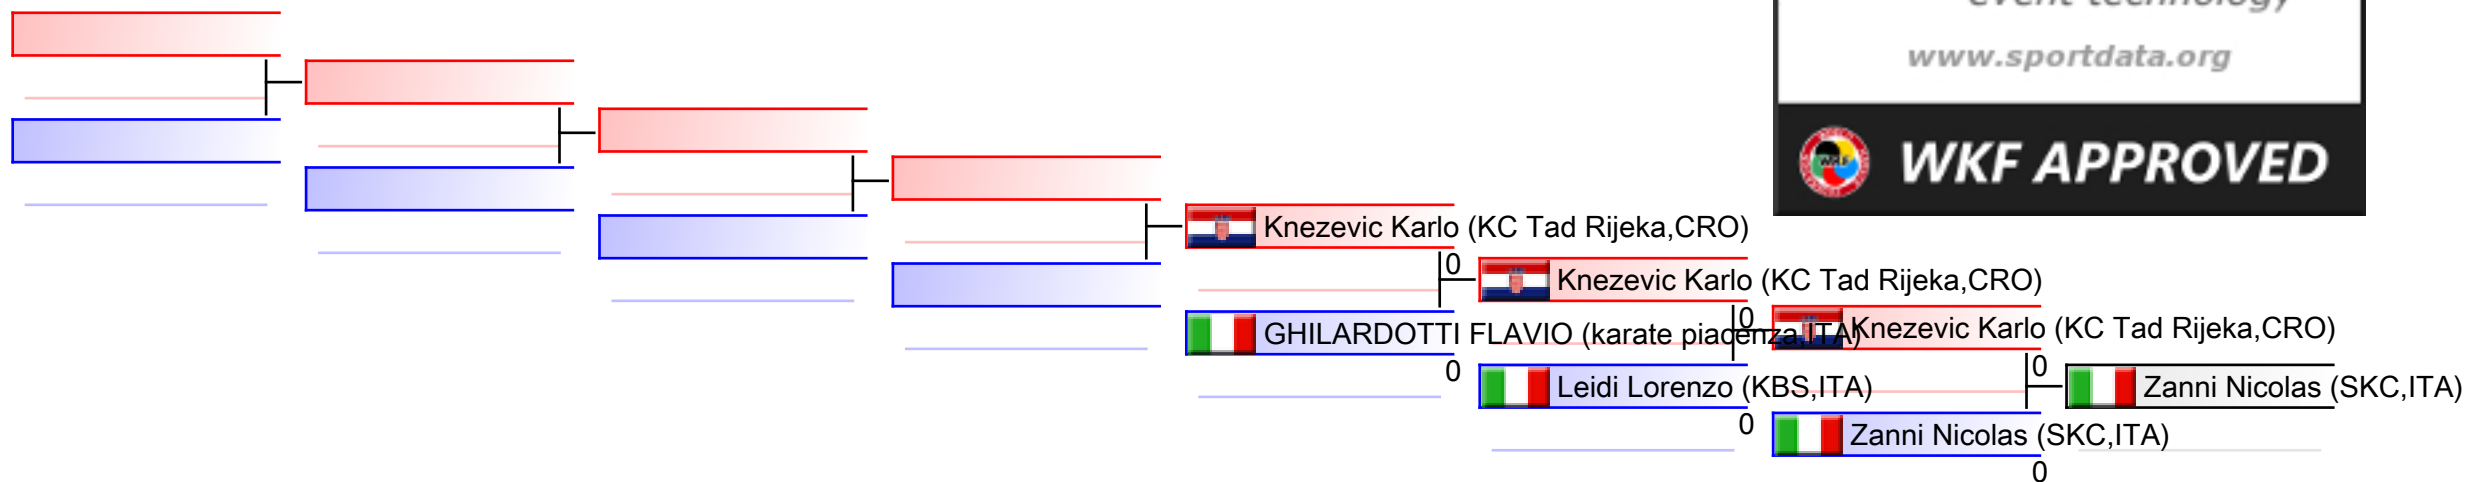 event technology
www.sportdata.org
WKF APPROVED
Knezevic Karlo (KC Tad Rijeka,CRO)
0
Knezevic Karlo (KC Tad Rijeka,CRO)
0
GHILARDOTTI FLAVIO (karate piacenza,ITA)
Knezevic Karlo (KC Tad Rijeka,CRO)
0
0
Leidi Lorenzo (KBS,ITA)
Zanni Nicolas (SKC,ITA)
0
Zanni Nicolas (SKC,ITA)
0